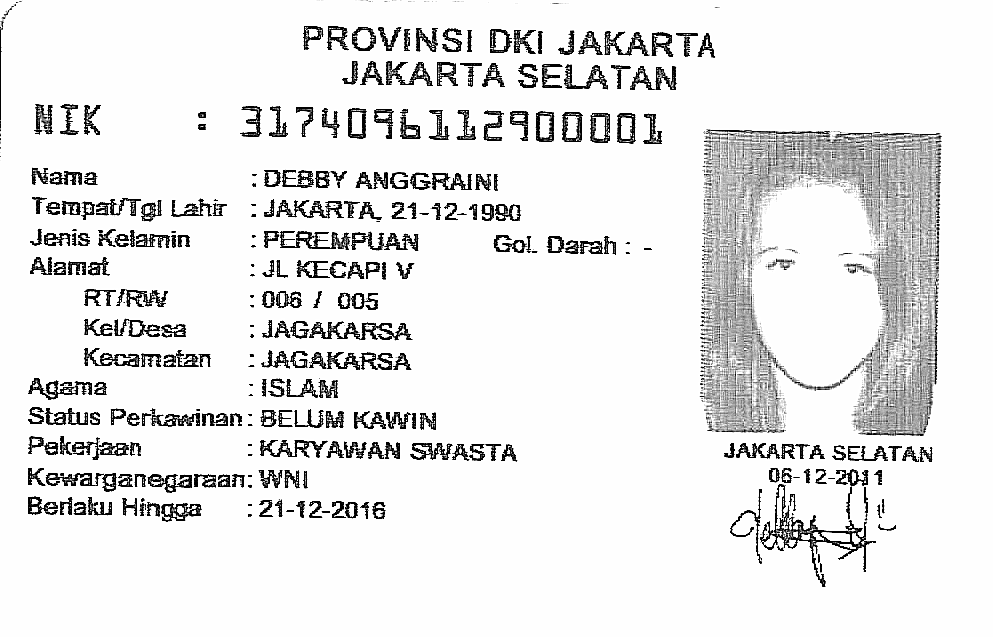 PROVINSI DKI JAKARTA
JAKARTA SELATAN
NIK : 3174096112900001
Nama : DEBBY ANGGRAINI
Tempat/Tgl Lahir : JAKARTA, 21-12-1990
Jenis Kelamin : PEREMPUAN Gol. Darah : -
Alamat : JL KECAPI V
RT/RW : 006 / 005
Kel/Desa : JAGAKARSA
Kecamatan : JAGAKARSA
Agama : ISLAM
Status Perkawinan : BELUM KAWIN
Pekerjaan : KARYAWAN SWASTA
Kewarganegaraan : WNI
Berlaku Hingga : 21-12-2016
JAKARTA SELATAN
06-12-2011